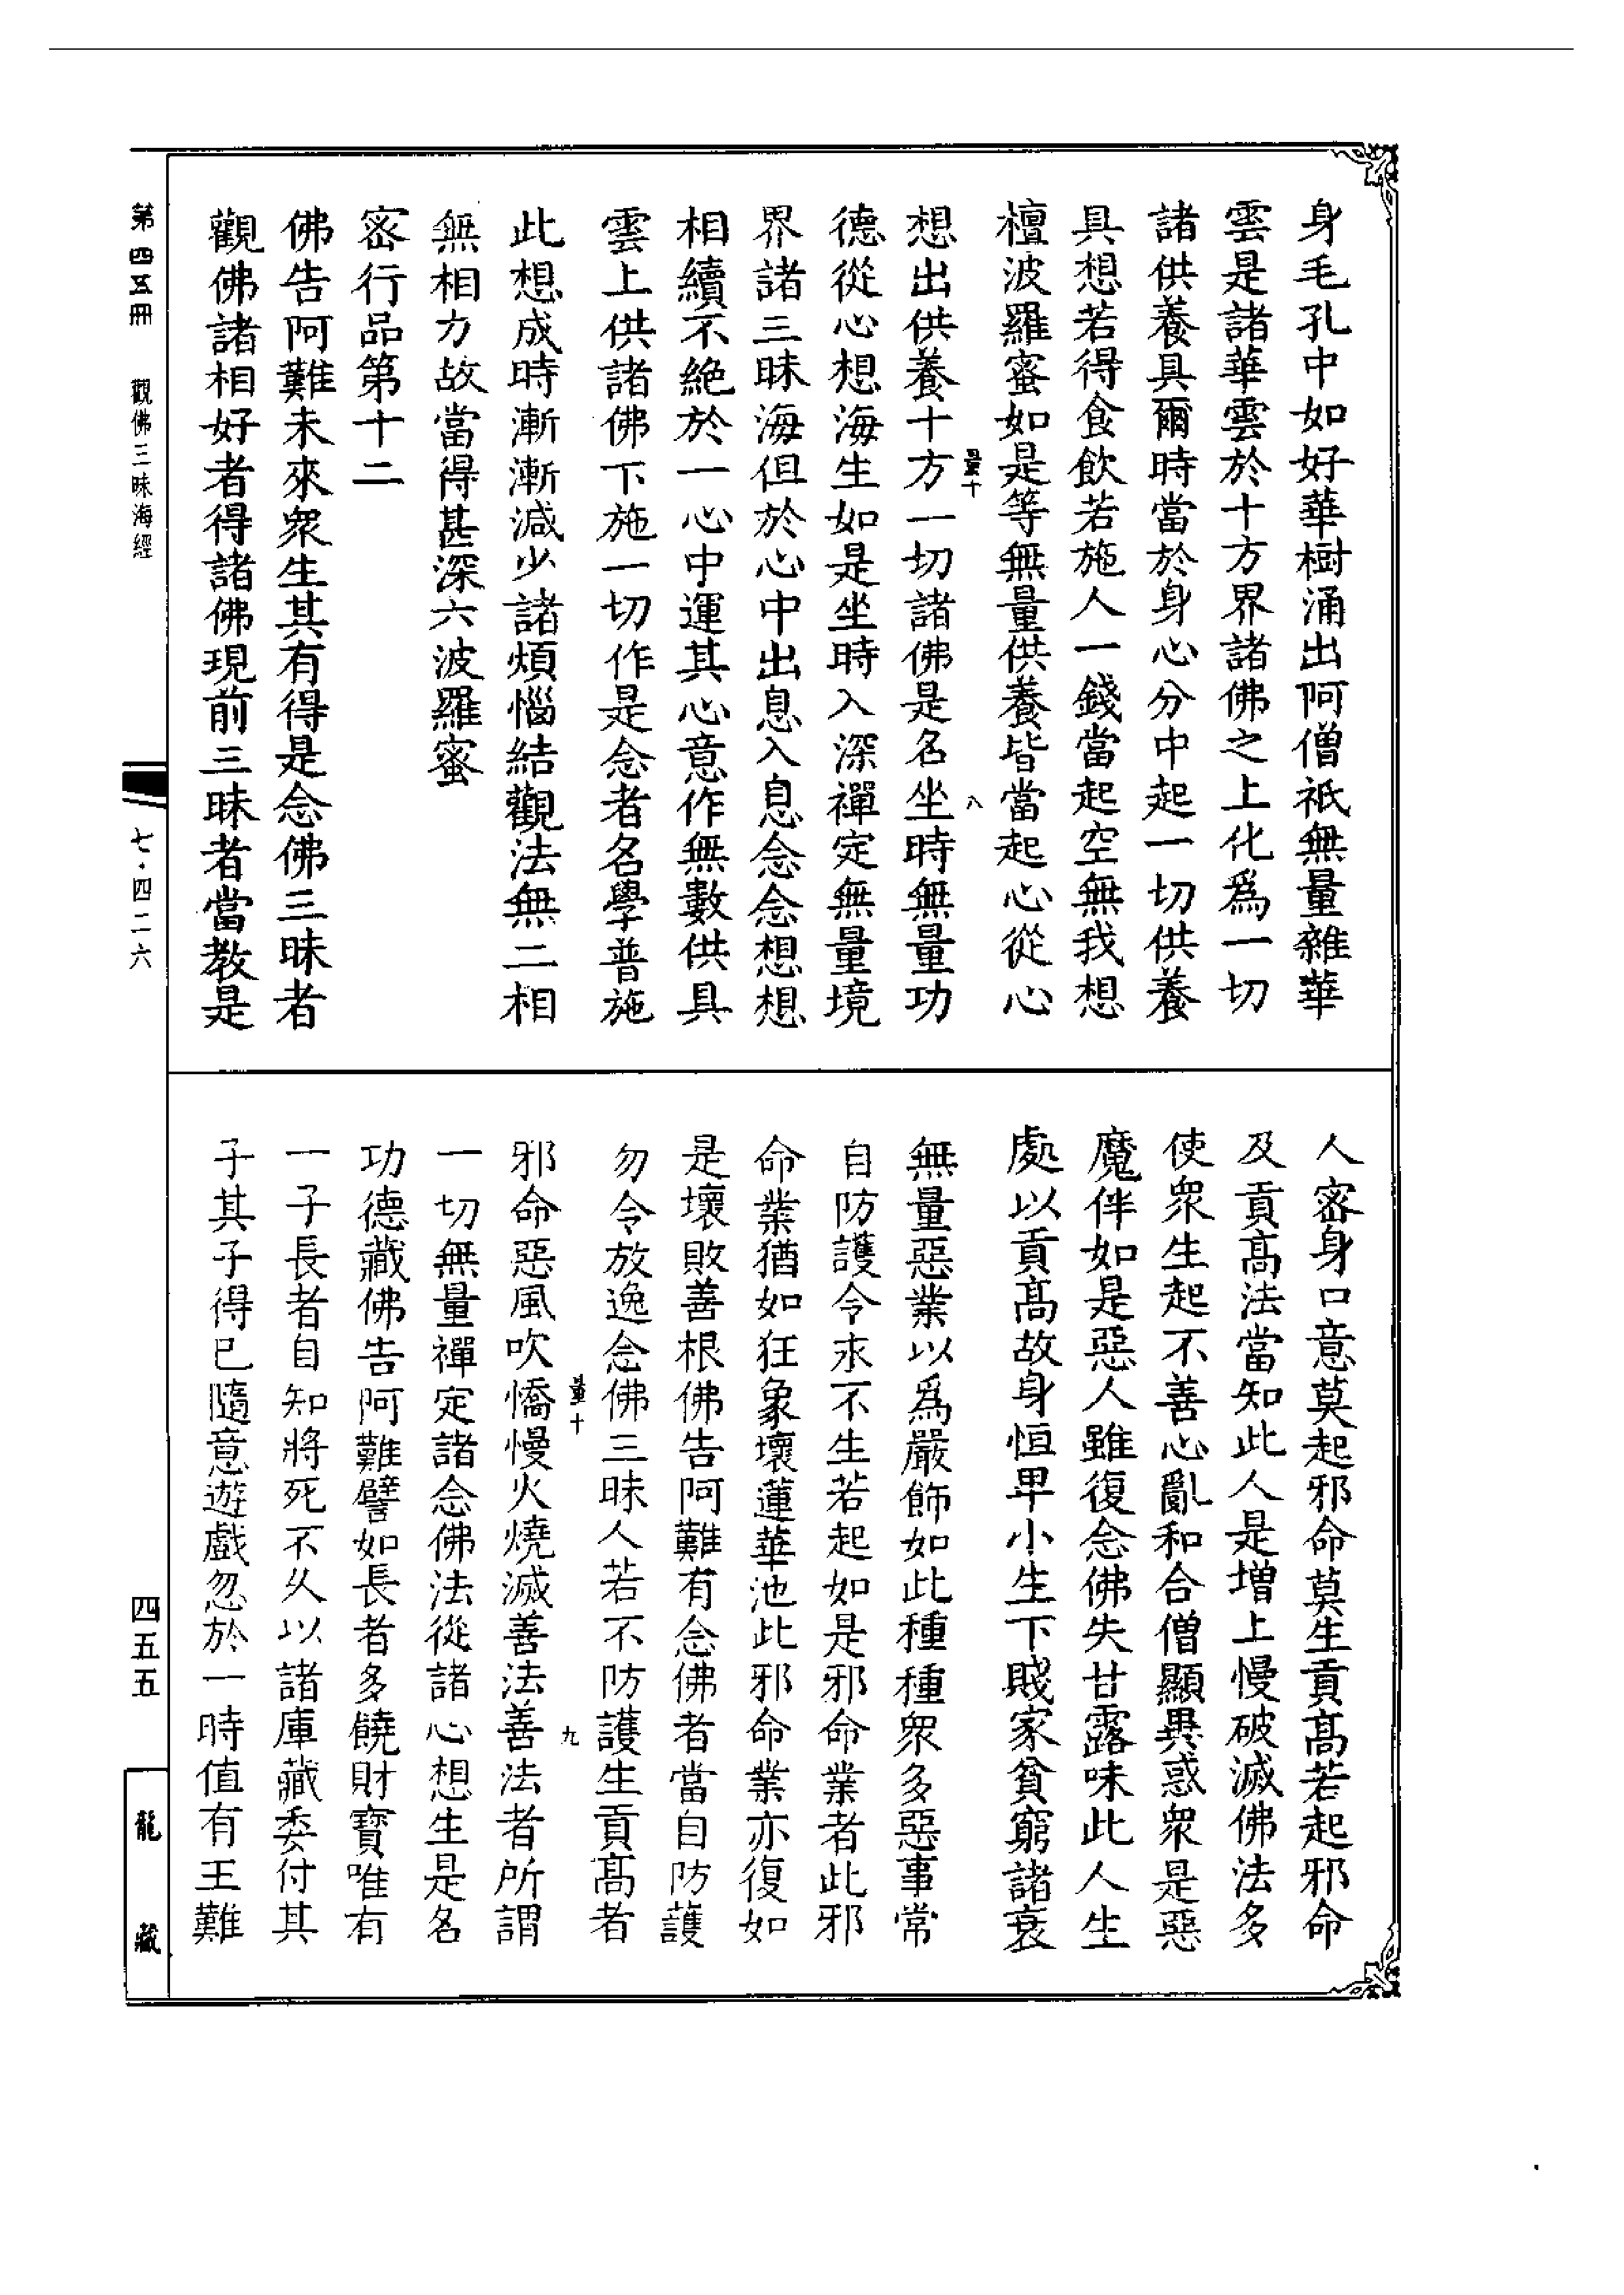 身毛孔中如好華樹涌出阿僧祇無量雜華
雲是諸華雲於十方界諸佛之上化爲一切
諸供養具爾時當於身心分中起一切供養
具想若得食飲若施人一錢當起空無我想
檀波羅蜜如是等無量供養皆當起心從心
量十
八
想出供養十方一切諸佛是名坐時無量功
德從心想海生如是坐時入深禪定無量境
界諸三昧海但於心中出息入息念念想想
相續不絶於一心中運其心意作無數供具
雲上供諸佛下施一切作是念者名學普施
此想成時漸漸減少諸煩惱結觀法無二相
無相力故當得甚深六波羅蜜
密行品第十二
佛告阿難未來衆生其有得是念佛三昧者
觀佛諸相好者得諸佛現前三昧者當教是
人密身口意莫起邪命莫生貢髙若起邪命
及貢髙法當知此人是增上慢破滅佛法多
使衆生起不善心亂和合僧顯異惑衆是惡
魔伴如是惡人雖復念佛失甘露味此人生
處以貢髙故身恒卑小生下賤家貧窮諸衰
無量惡業以爲嚴飾如此種種衆多惡事常
自防護令永不生若起如是邪命業者此邪
命業猶如狂象壞蓮華池此邪命業亦復如
是壞敗善根佛告阿難有念佛者當自防護
勿令放逸念佛三昧人若不防護生貢髙者
量十
九
邪命惡風吹憍慢火燒滅善法善法者所謂
一切無量禪定諸念佛法從諸心想生是名
功德藏佛告阿難譬如長者多饒財寳唯有
一子長者自知將死不久以諸庫藏委付其
子其子得已隨意遊戲忽於一時值有王難
第四五冊
觀佛三昧海經
七·四二六
四五五
龍藏